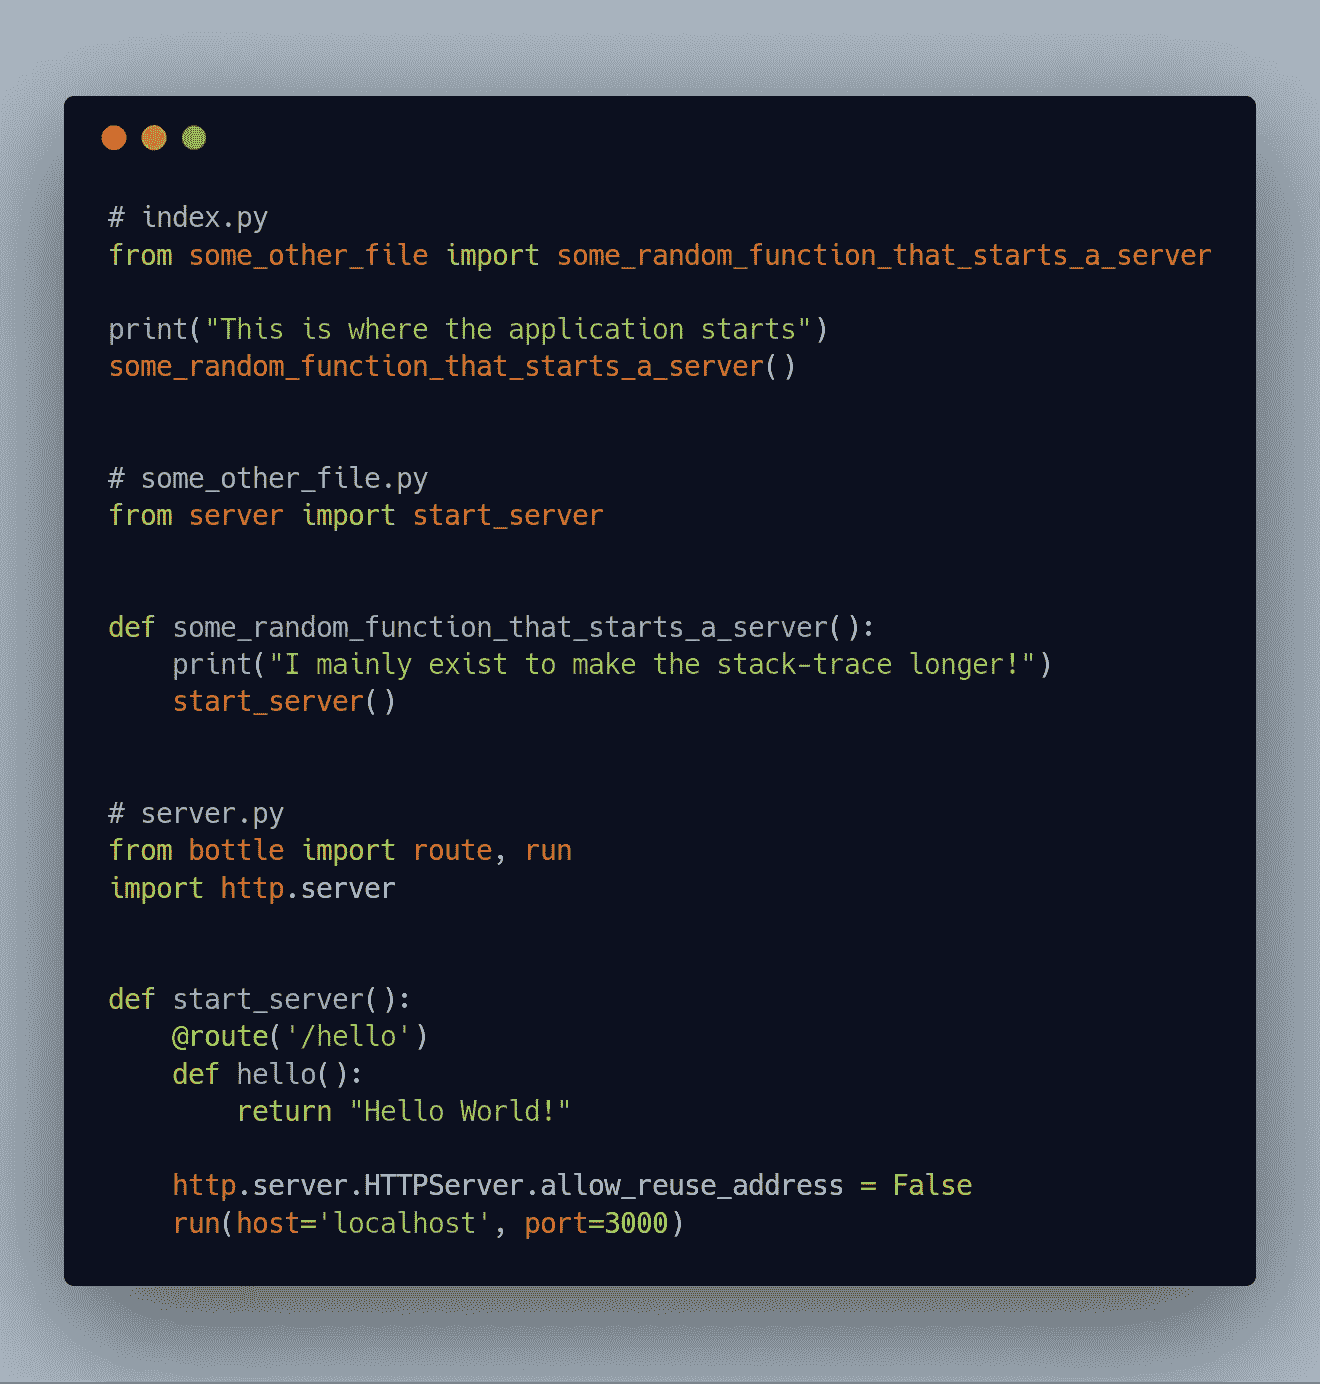 # index.py
from some_other_file import some_random_function_that_starts_a_server
print("This is where the application starts")
some_random_function_that_starts_a_server()
# some_other_file.py
from server import start_server
def some_random_function_that_starts_a_server():
    print("I mainly exist to make the stack-trace longer!")
    start_server()
# server.py
from bottle import route, run
import http.server
def start_server():
    @route('/hello')
    def hello():
        return "Hello World!"
    http.server.HTTPServer.allow_reuse_address = False
    run(host='localhost', port=3000)